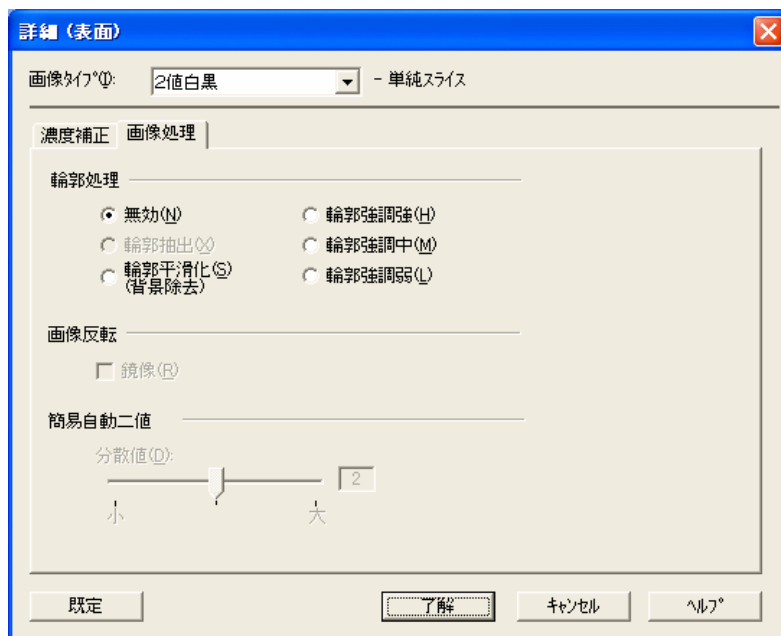 詳細（表面）
画像ﾀｲﾌﾟ(I): 2値白黒 - 単純スライス
濃度補正 画像処理
輪郭処理
無効(N) 輪郭強調強(H)
輪郭抽出(X) 輪郭強調中(M)
輪郭平滑化(S) 輪郭強調弱(L)
(背景除去)
画像反転
鏡像(R)
簡易自動二値
分散値(D):
2
小 大
既定 了解 ｷｬﾝｾﾙ ﾍﾙﾌﾟ